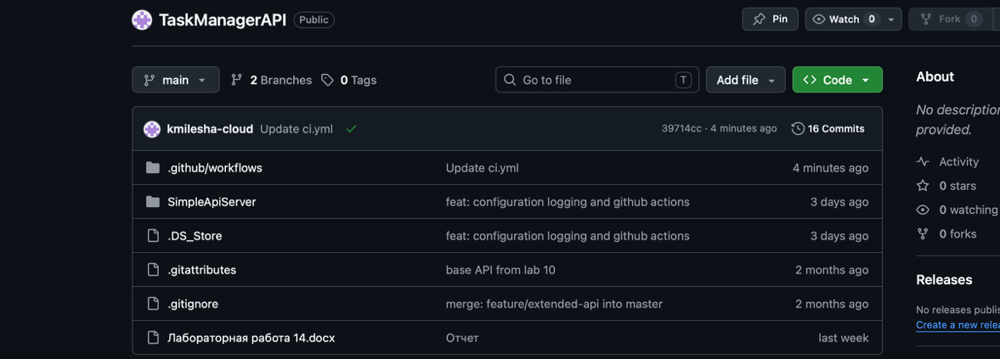 TaskManagerAPI Public Pin Watch 0 Fork 0
main 2 Branches 0 Tags Go to file T Add file Code
kmilesha-cloud Update ci.yml 39714cc · 4 minutes ago 16 Commits
.github/workflows Update ci.yml 4 minutes ago
SimpleApiServer feat: configuration logging and github actions 3 days ago
.DS_Store feat: configuration logging and github actions 3 days ago
.gitattributes base API from lab 10 2 months ago
.gitignore merge: feature/extended-api into master 2 months ago
Лабораторная работа 14.docx Отчет last week
About
No description
provided.
Activity
0 stars
0 watching
0 forks
Releases
No releases
Create a new